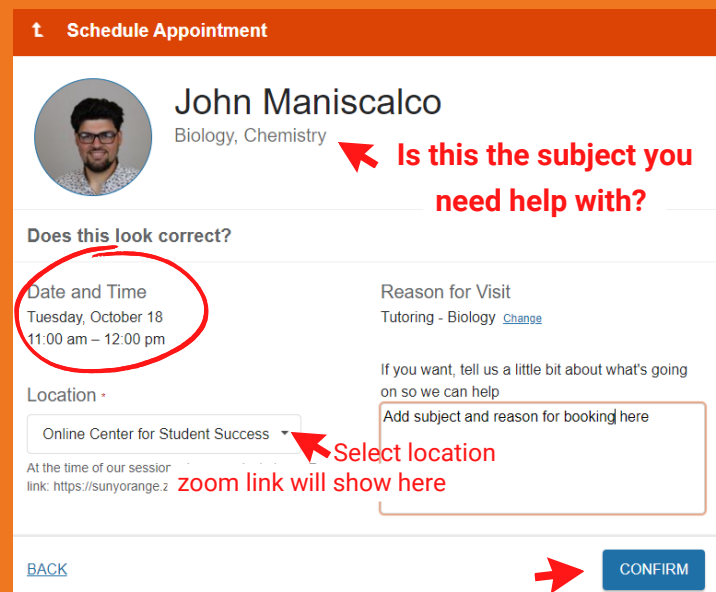 Schedule Appointment
John Maniscalco
Biology, Chemistry
Is this the subject you
need help with?
Does this look correct?
Date and Time
Tuesday, October 18
11:00 am – 12:00 pm
Location *
Online Center for Student Success
Select location
At the time of our session
link: https://sunyorange.z
zoom link will show here
Reason for Visit
Tutoring - Biology Change
If you want, tell us a little bit about what's going
on so we can help
Add subject and reason for booking here
BACK
CONFIRM